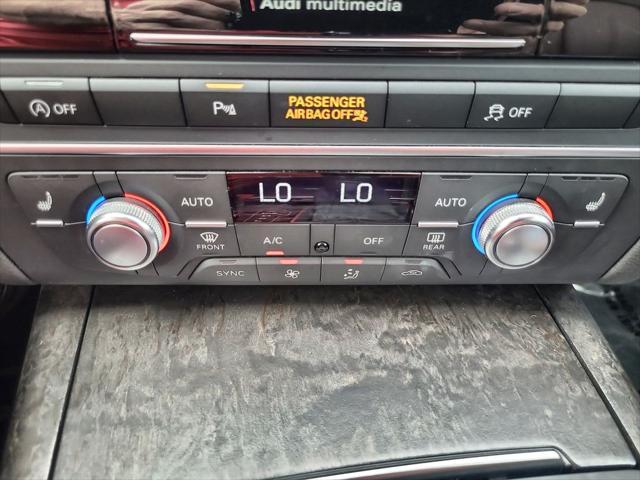 Audi multimedia
A OFF
P
PASSENGER
AIRBAG OFF
OFF
AUTO
LO
LO
AUTO
FRONT
A/C
OFF
REAR
SYNC